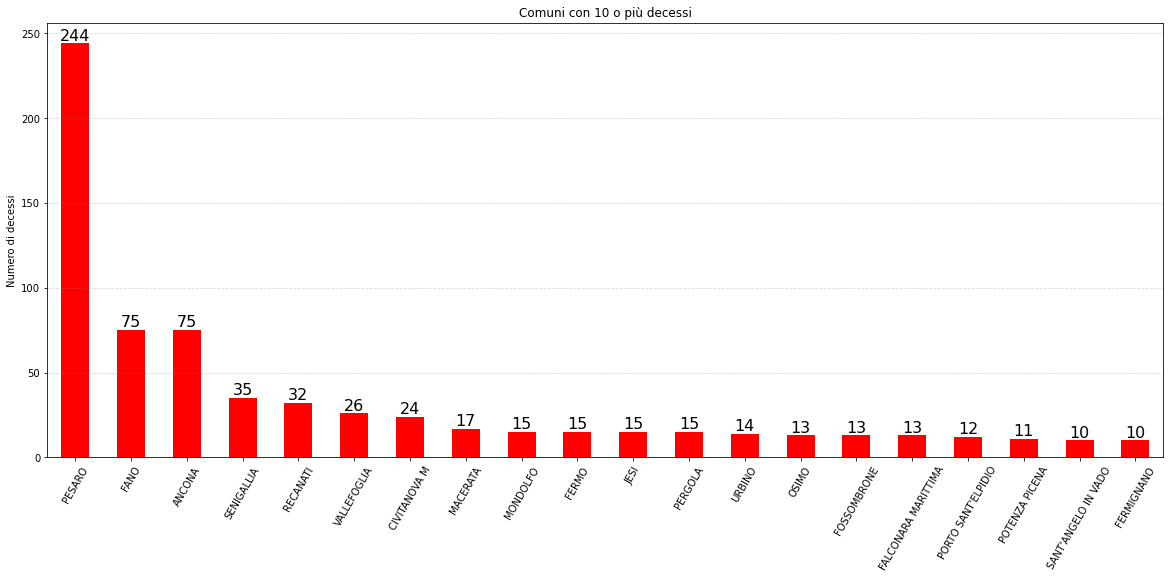 Comuni con 10 o più decessi
Numero di decessi
250
200
150
100
50
0
244
75
75
35
32
26
24
17
15
15
15
15
14
13
13
13
12
11
10
10
PESARO
FANO
ANCONA
SENIGALLIA
RECANATI
VALLEFOGLIA
CIVITANOVA M
MACERATA
MONDOLFO
FERMO
JESI
PERGOLA
URBINO
OSIMO
FOSSOMBRONE
FALCONARA MARITTIMA
PORTO SANT'ELPIDIO
POTENZA PICENA
SANT'ANGELO IN VADO
FERMIGNANO